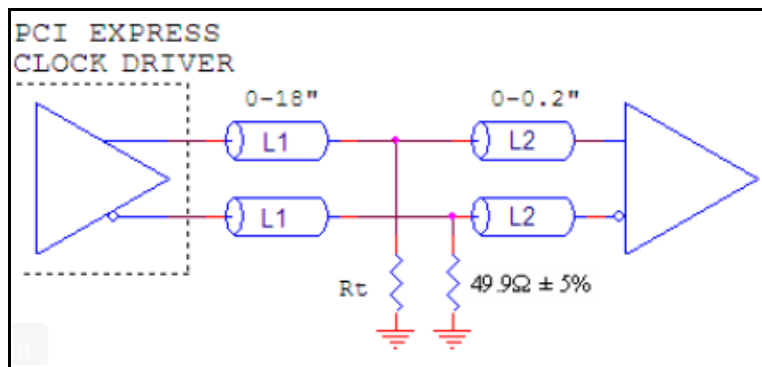 PCI EXPRESS
CLOCK DRIVER
0-18"
0-0.2"
L1
L2
L1
L2
Rt
49.9Ω ± 5%